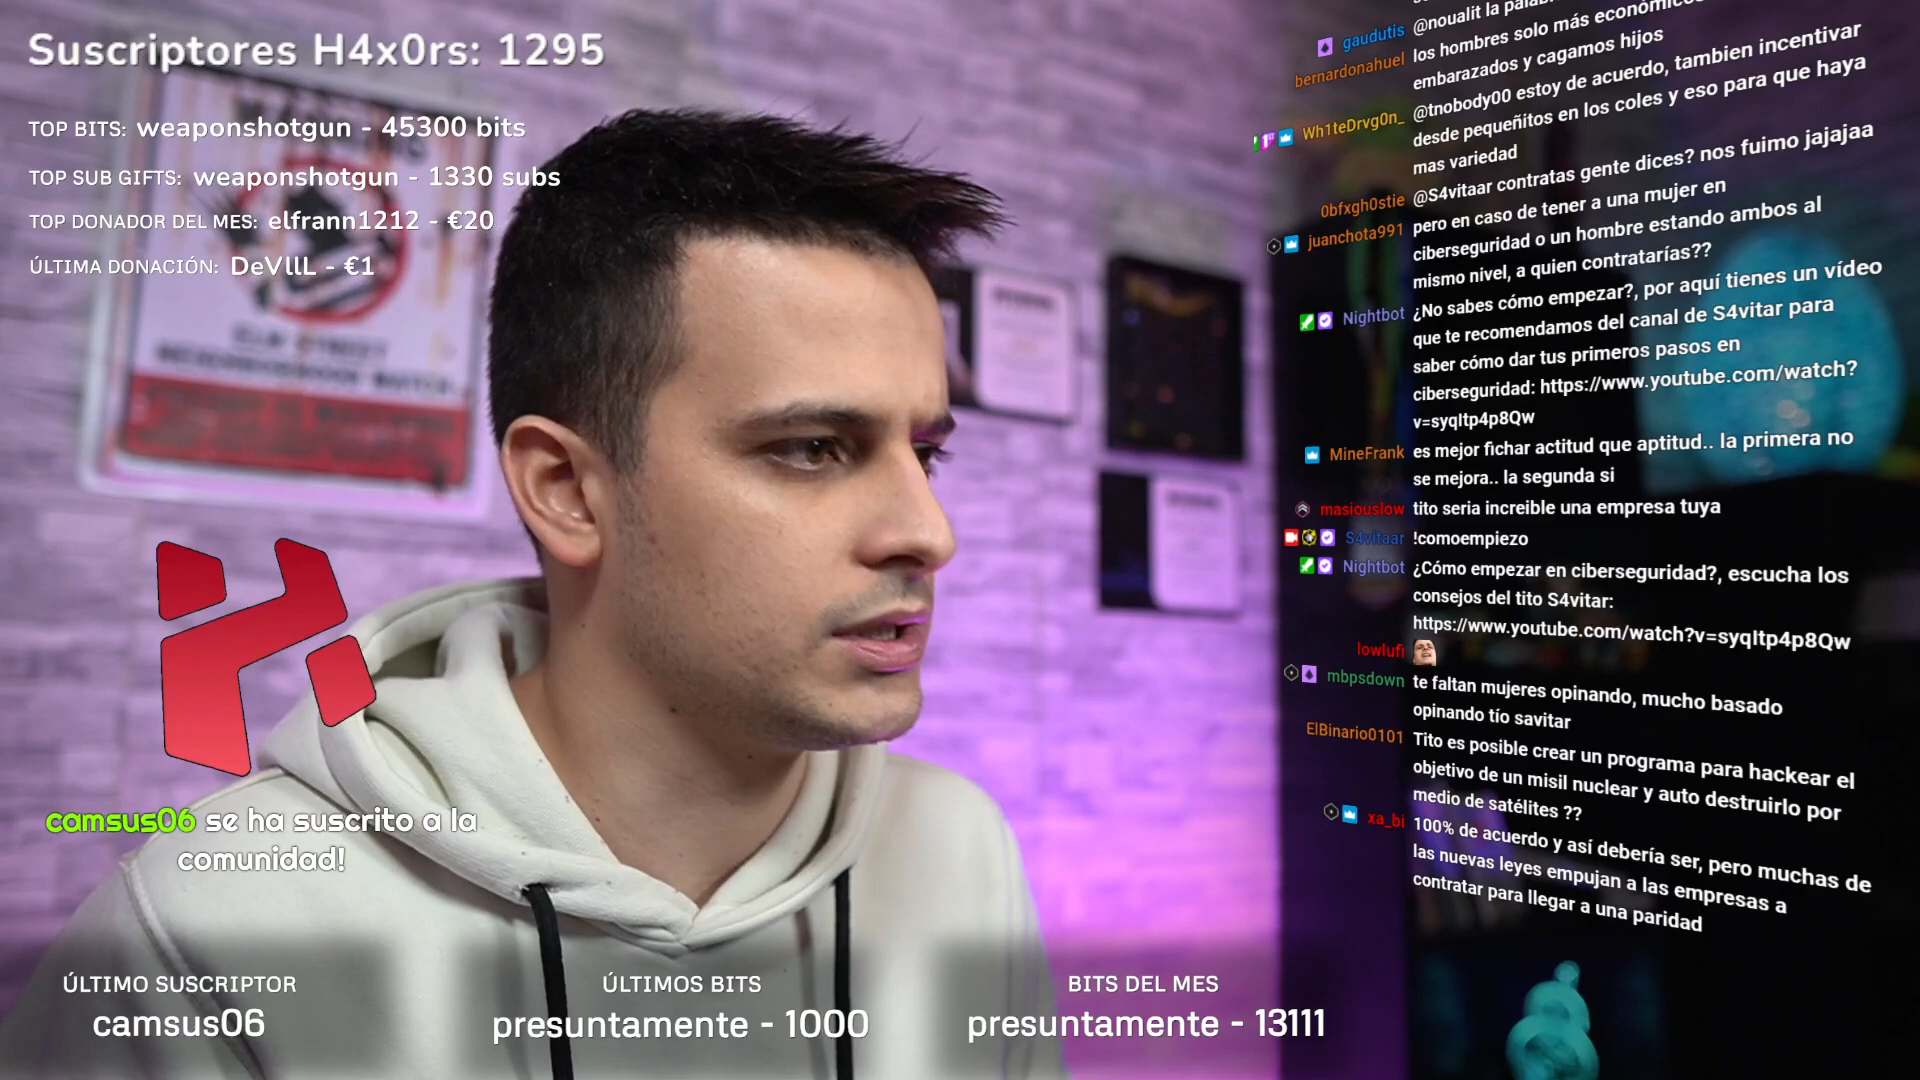 Suscriptores H4x0rs: 1295
TOP BITS: weaponshotgun - 45300 bits
TOP SUB GIFTS: weaponshotgun - 1330 subs
TOP DONADOR DEL MES: elfrann1212 - €20
ÚLTIMA DONACIÓN: DeVllL - €1
camsus06 se ha suscrito a la
comunidad!
ÚLTIMO SUSCRIPTOR
camsus06
ÚLTIMOS BITS
presuntamente - 1000
BITS DEL MES
presuntamente - 13111
gaudutis @noualit la
los hombres solo más económicos
bernardonahuel embarazados y cagamos hijos
@tnobody00 estoy de acuerdo, tambien incentivar
Wh1teDrvg0n_ desde pequeñitos en los coles y eso para que haya
mas variedad
0bfxgh0stie @S4vitaar contratas gente dices? nos fuimo jajajaa
juanchota991 pero en caso de tener a una mujer en
ciberseguridad o un hombre estando ambos al
mismo nivel, a quien contratarías??
Nightbot ¿No sabes cómo empezar?, por aquí tienes un vídeo
que te recomendamos del canal de S4vitar para
saber cómo dar tus primeros pasos en
ciberseguridad: https://www.youtube.com/watch?
v=syqItp4p8Qw
MineFrank es mejor fichar actitud que aptitud.. la primera no
se mejora.. la segunda si
masiouslow tito seria increible una empresa tuya
S4vitaar !comoempiezo
Nightbot ¿Cómo empezar en ciberseguridad?, escucha los
consejos del tito S4vitar:
https://www.youtube.com/watch?v=syqItp4p8Qw
lowlufi
mbpsdown te faltan mujeres opinando, mucho basado
opinando tío savitar
ElBinario0101 Tito es posible crear un programa para hackear el
objetivo de un misil nuclear y auto destruirlo por
medio de satélites ??
xa_bi 100% de acuerdo y así debería ser, pero muchas de
las nuevas leyes empujan a las empresas a
contratar para llegar a una paridad